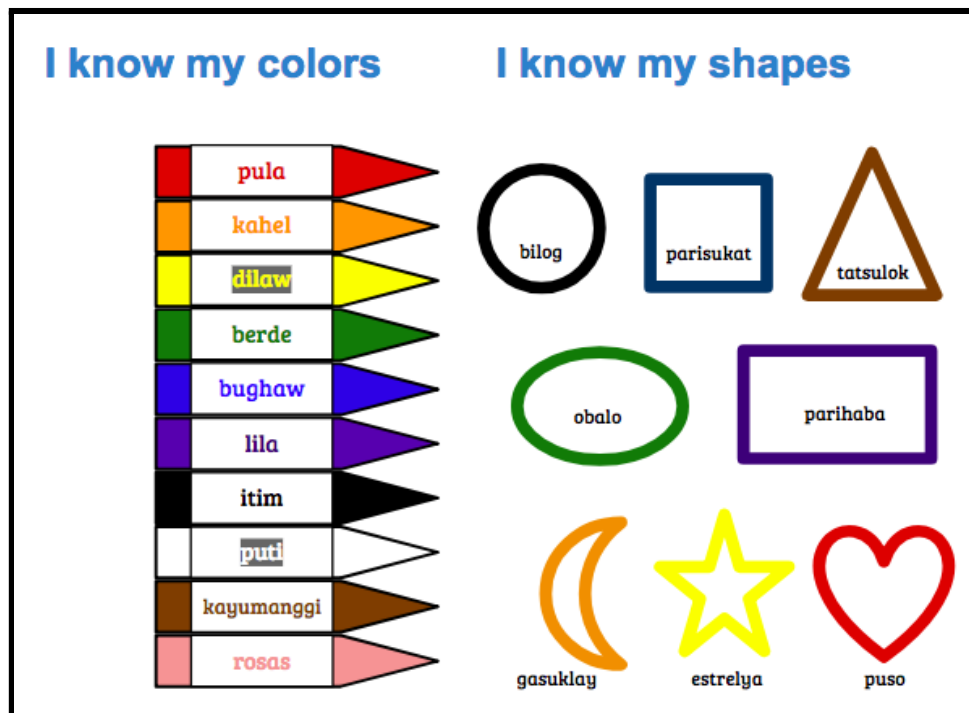 I know my colors
I know my shapes
pula
kahel
dilaw
berde
bughaw
lila
itim
puti
kayumanggi
rosas
bilog
parisukat
tatsulok
obalo
parihaba
gasuklay
estrelya
puso